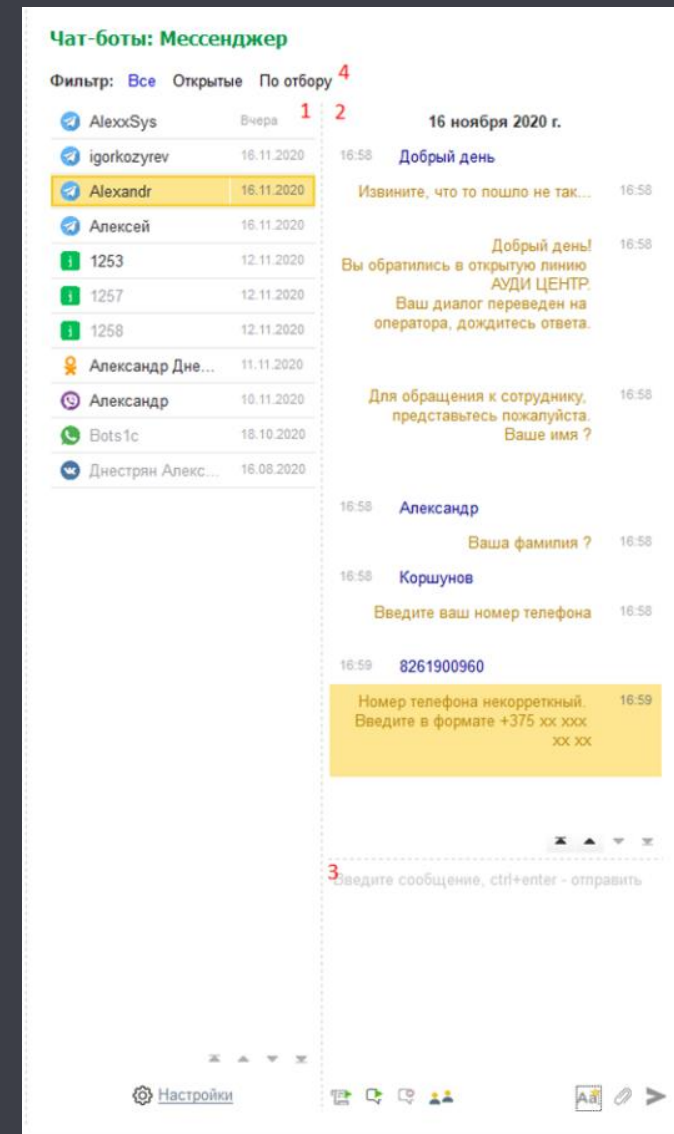 Чат-боты: Мессенджер
Фильтр: Все Открытые По отбору 4
1
AlexxSys Вчера
igorkozyrev 16.11.2020
Alexandr 16.11.2020
Алексей 16.11.2020
1253 12.11.2020
1257 12.11.2020
1258 12.11.2020
Александр Дне... 11.11.2020
Александр 10.11.2020
Bots1c 18.10.2020
Днестрян Алекс... 16.08.2020
Настройки
2
16 ноября 2020 г.
16:58 Добрый день
Извините, что то пошло не так... 16:58
Добрый день! 16:58
Вы обратились в открытую линию
АУДИ ЦЕНТР.
Ваш диалог переведен на
оператора, дождитесь ответа.
Для обращения к сотруднику, 16:58
представьтесь пожалуйста.
Ваше имя ?
16:58 Александр
Ваша фамилия ? 16:58
16:58 Коршунов
Введите ваш номер телефона 16:58
16:59 8261900960
Номер телефона некорреткный. 16:59
Введите в формате +375 xx xxx
xx xx
3
Введите сообщение, ctrl+enter - отправить
Aa